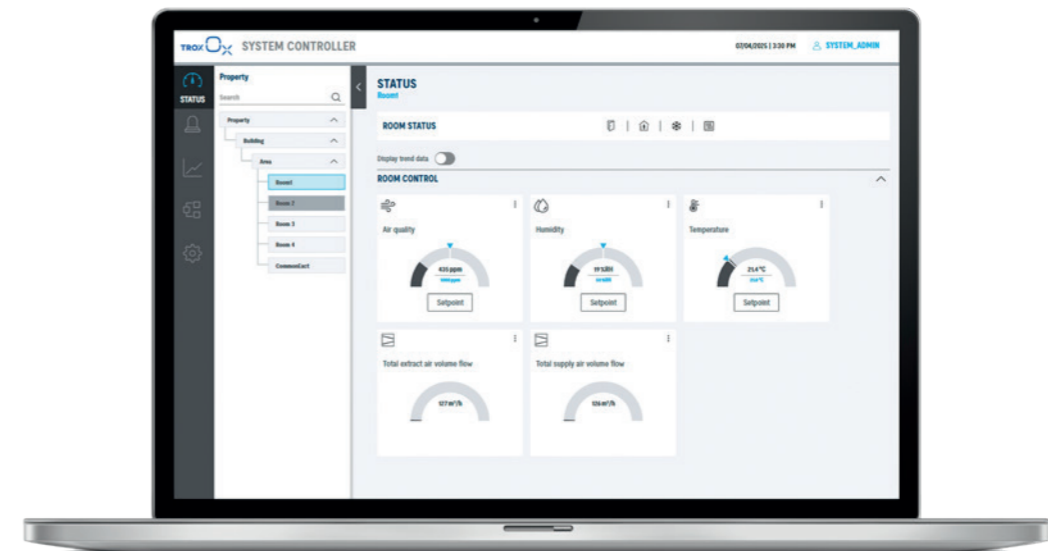 TROX
X SYSTEM CONTROLLER
07/04/2025 | 3:30 PM
SYSTEM_ADMIN
STATUS
Property
Search
Property
Building
Area
Room1
Room 2
Room 3
Room 4
STATUS
Room1
ROOM STATUS
Display trend data
ROOM CONTROL
Air quality
435 ppm
Setpoint
Humidity
19 %RH
Setpoint
Temperature
21.4 °C
Setpoint
Total extract air volume flow
127 m³/h
Total supply air volume flow
126 m³/h